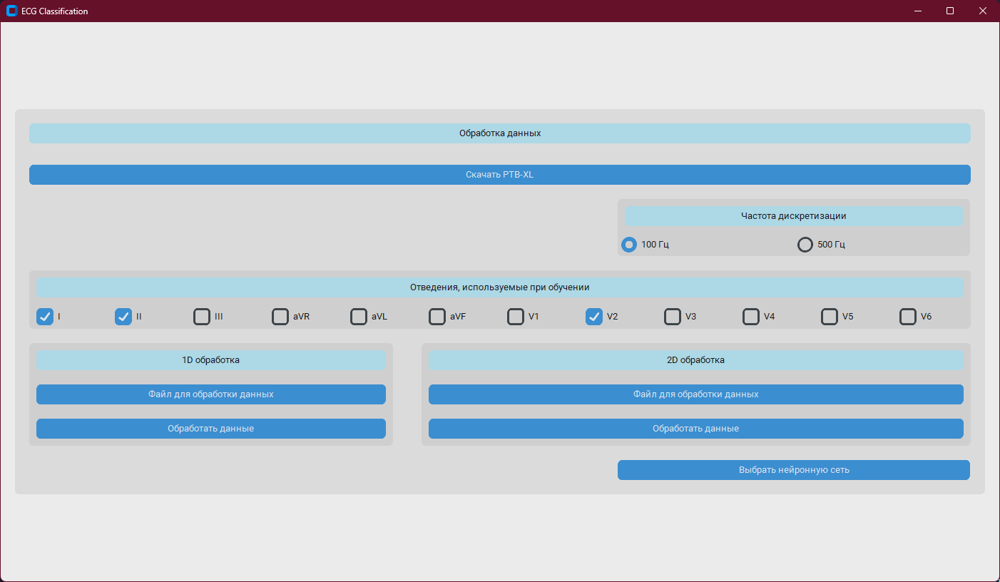 ECG Classification
Обработка данных
Скачать PTB-XL
Частота дискретизации
100 Гц 500 Гц
Отведения, используемые при обучении
I II III aVR aVL aVF V1 V2 V3 V4 V5 V6
1D обработка
Файл для обработки данных
Обработать данные
2D обработка
Файл для обработки данных
Обработать данные
Выбрать нейронную сеть